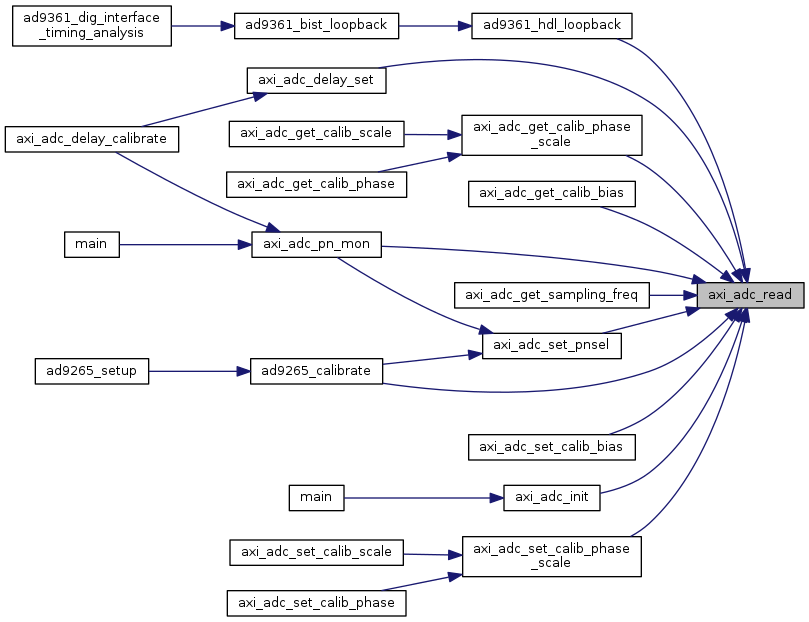 ad9361_dig_interface
_timing_analysis
ad9361_bist_loopback
ad9361_hdl_loopback
axi_adc_delay_set
axi_adc_delay_calibrate
axi_adc_get_calib_scale
axi_adc_get_calib_phase
_scale
axi_adc_get_calib_phase
axi_adc_get_calib_bias
main
axi_adc_pn_mon
axi_adc_get_sampling_freq
axi_adc_read
axi_adc_set_pnsel
ad9265_setup
ad9265_calibrate
axi_adc_set_calib_bias
main
axi_adc_init
axi_adc_set_calib_scale
axi_adc_set_calib_phase
_scale
axi_adc_set_calib_phase